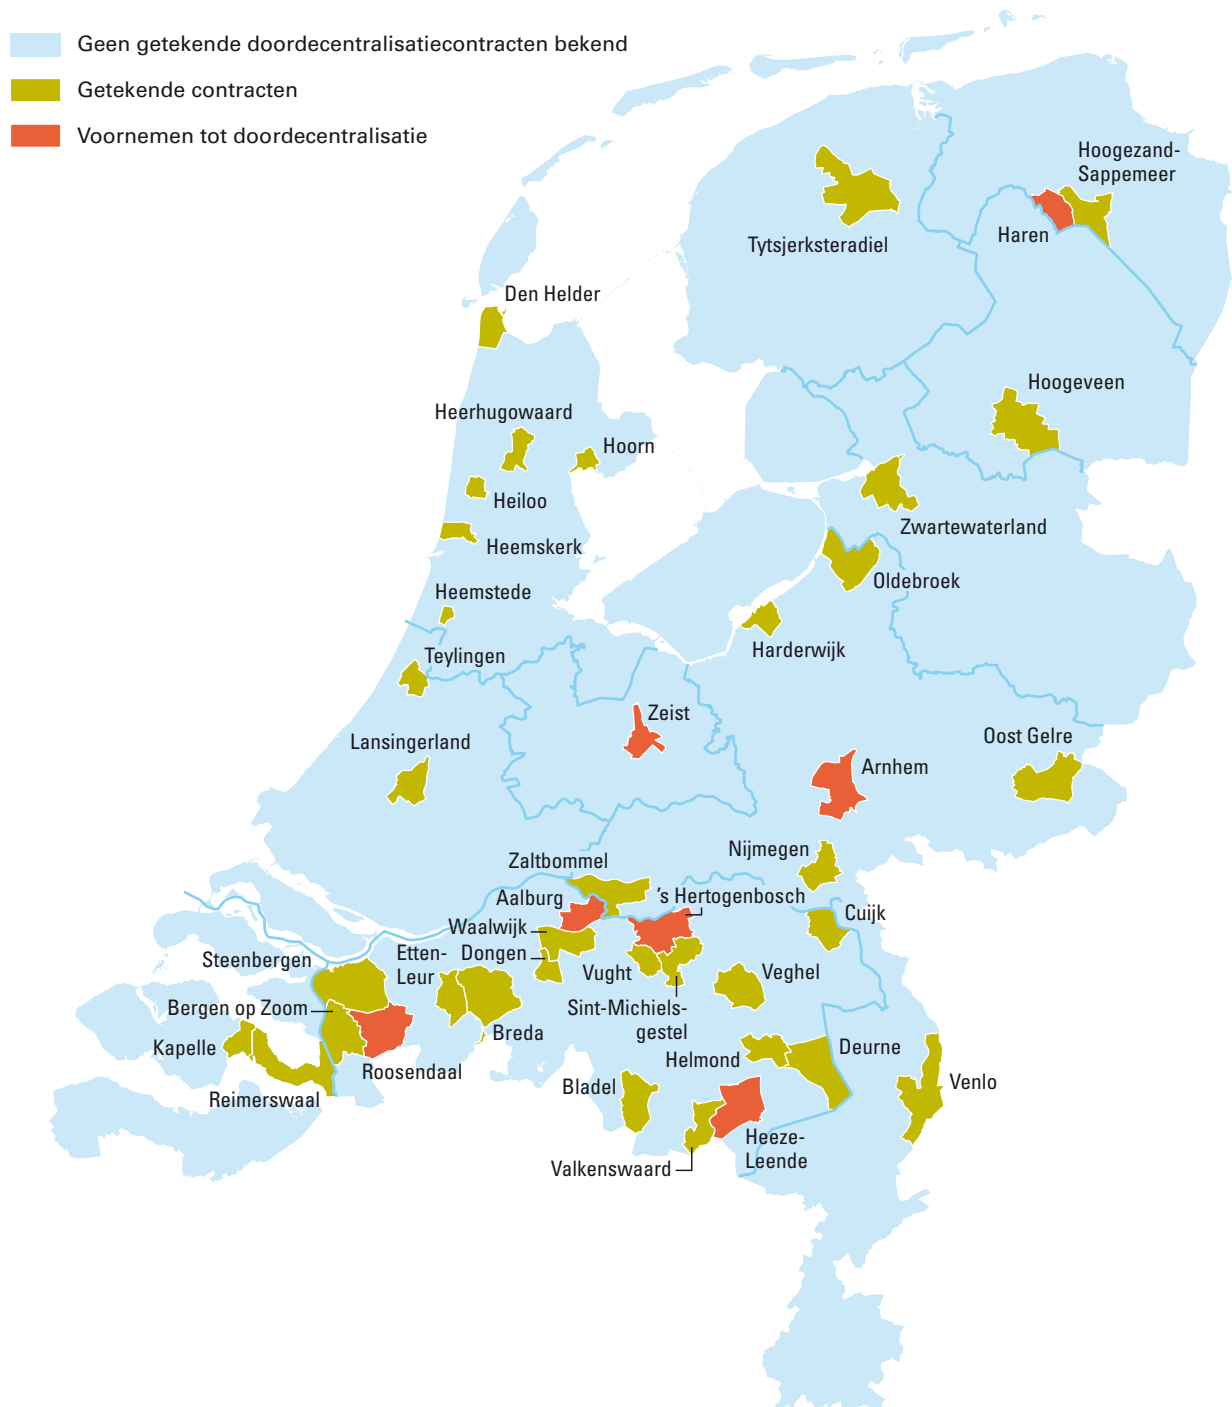 Geen getekende doordecentralisatiecontracten bekend
Getekende contracten
Voornemen tot doordecentralisatie
Hoogezand-
Sappemeer
Haren
Tytsjerksteradiel
Den Helder
Hoogeveen
Heerhugowaard
Hoorn
Heiloo
Zwartewaterland
Heemskerk
Oldebroek
Heemstede
Harderwijk
Teylingen
Zeist
Oost Gelre
Lansingerland
Arnhem
Nijmegen
Zaltbommel
Aalburg
's Hertogenbosch
Cuijk
Waalwijk
Etten-
Leur
Dongen
Steenbergen
Vught
Veghel
Bergen op Zoom
Sint-Michiels-
gestel
Breda
Kapelle
Helmond
Deurne
Roosendaal
Bladel
Venlo
Reimerswaal
Heeze-
Leende
Valkenswaard